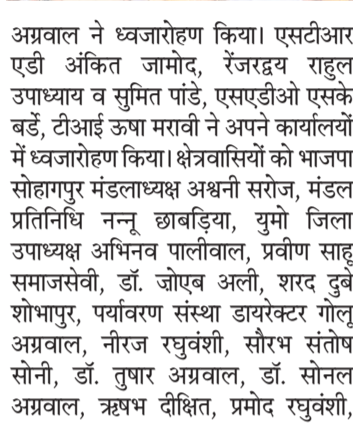 अग्रवाल ने ध्वजारोहण किया। एसटीआर
एडी अंकित जामोद, रेंजरद्वय राहुल
उपाध्याय व सुमित पांडे, एसएडीओ एसके
बर्डे, टीआई ऊषा मरावी ने अपने कार्यालयों
में ध्वजारोहण किया। क्षेत्रवासियों को भाजपा
सोहागपुर मंडलाध्यक्ष अश्वनी सरोज, मंडल
प्रतिनिधि नन्नू छाबड़िया, युमो जिला
उपाध्यक्ष अभिनव पालीवाल, प्रवीण साहू
समाजसेवी, डॉ. जोएब अली, शरद दुबे
शोभापुर, पर्यावरण संस्था डायरेक्टर गोलू
अग्रवाल, नीरज रघुवंशी, सौरभ संतोष
सोनी, डॉ. तुषार अग्रवाल, डॉ. सोनल
अग्रवाल, ऋषभ दीक्षित, प्रमोद रघुवंशी,